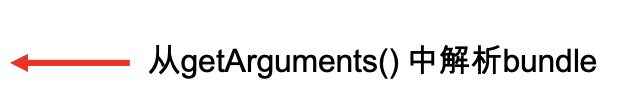 从getArguments() 中解析bundle